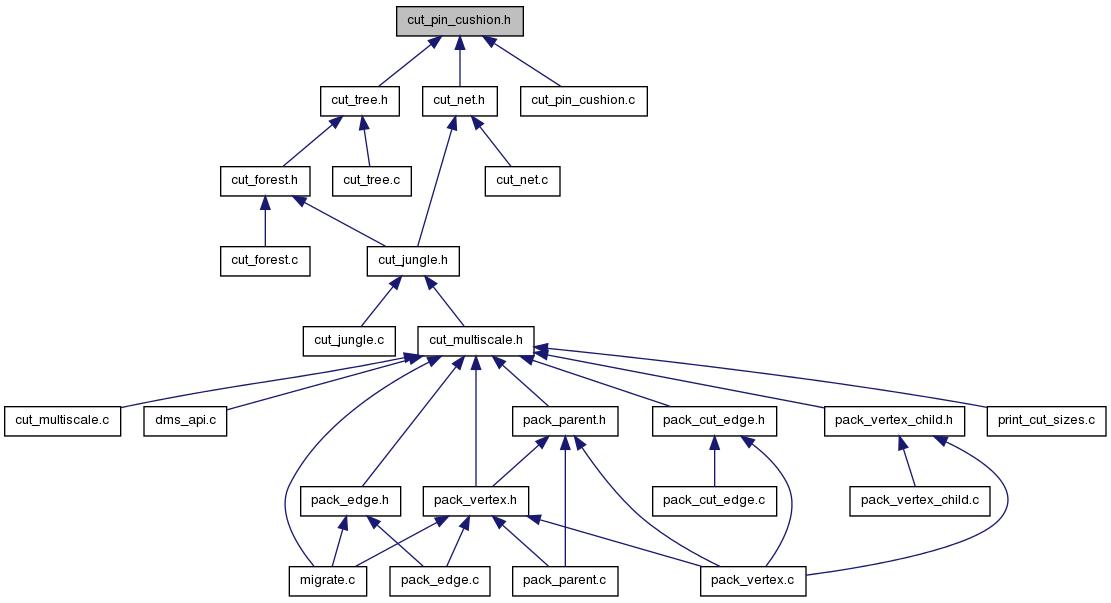 cut_pin_cushion.h
cut_tree.h
cut_net.h
cut_pin_cushion.c
cut_forest.h
cut_tree.c
cut_net.c
cut_forest.c
cut_jungle.h
cut_jungle.c
cut_multiscale.h
cut_multiscale.c
dms_api.c
pack_parent.h
pack_cut_edge.h
pack_vertex_child.h
print_cut_sizes.c
pack_edge.h
pack_vertex.h
pack_cut_edge.c
pack_vertex_child.c
migrate.c
pack_edge.c
pack_parent.c
pack_vertex.c